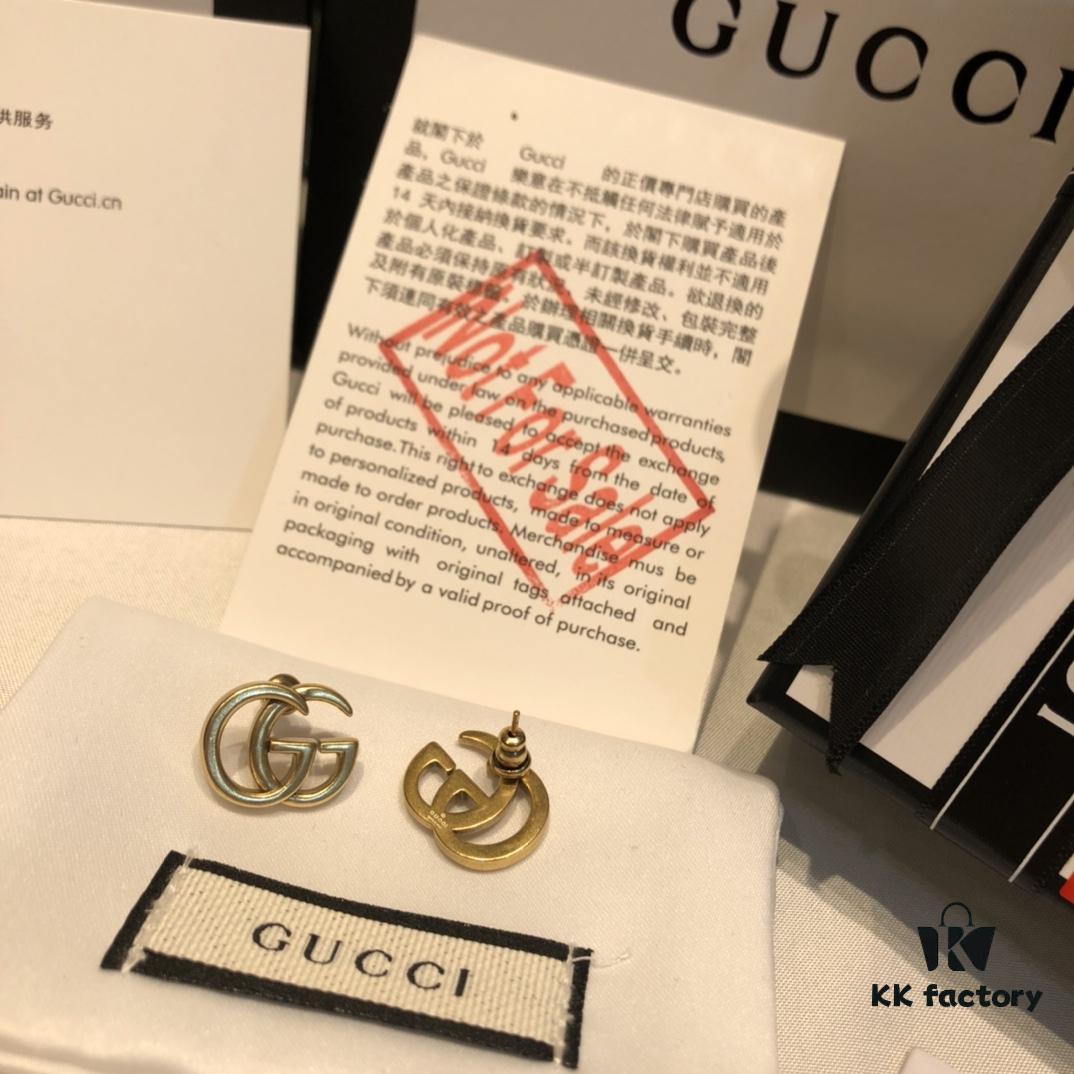 GUCCI
供服务
ain at Gucci.cn
就閣下於 Gucci 的正價專門店購買的產
品，Gucci 樂意在不抵觸任何法律賦予適用於
產品之保證條款的情況下，於閣下購買產品後
14 天內接納換貨要求。而該換貨權利並不適用
於個人化產品、訂製或半訂製產品。欲退換的
產品必須保持原有狀況、未經修改、包裝完整
及附有原裝標籤。於辦理相關換貨手續時，閣
下須連同有效之產品購買憑證一併呈交。
Without prejudice to any applicable warranties
provided under law on the purchased products,
Gucci will be pleased to accept the exchange
of products within 14 days from the date of
purchase.This right to exchange does not apply
to personalized products, made to measure or
made to order products. Merchandise mus be
in original condition, unaltered, in its original
packaging with original tags attached and
accompanied by a valid proof of purchase.
Not For Sale
GUCCI
GUCCI
K
KK factory